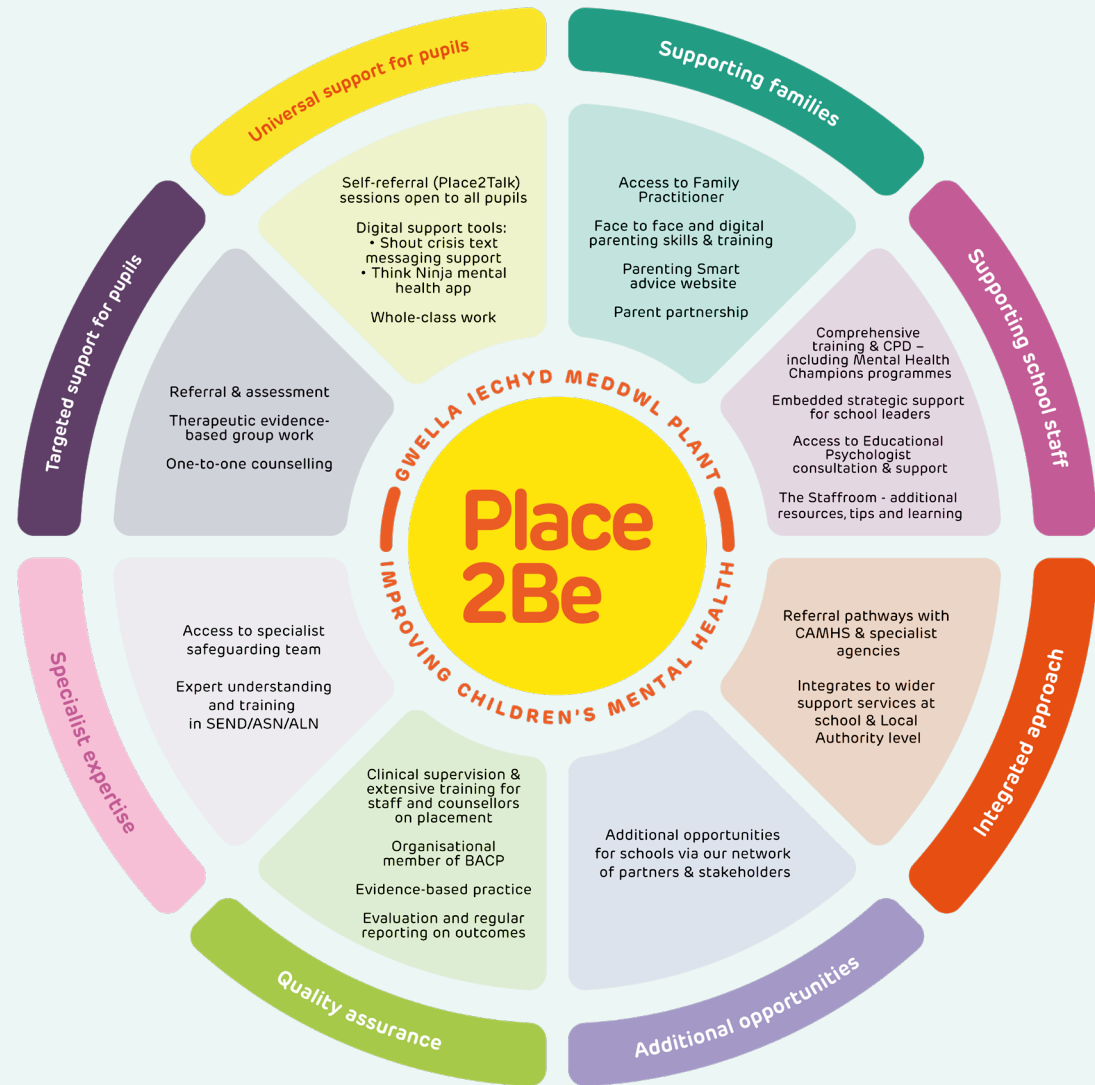 Universal support for pupils
Self-referral (Place2Talk)
sessions open to all pupils
Digital support tools:
• Shout crisis text
messaging support
• Think Ninja mental
health app
Whole-class work
Supporting families
Access to Family
Practitioner
Face to face and digital
parenting skills & training
Parenting Smart
advice website
Parent partnership
Supporting school staff
Comprehensive
training & CPD –
including Mental Health
Champions programmes
Embedded strategic support
for school leaders
Access to Educational
Psychologist
consultation & support
The Staffroom - additional
resources, tips and learning
Integrated approach
Referral pathways with
CAMHS & specialist
agencies
Integrates to wider
support services at
school & Local
Authority level
Additional opportunities
Additional opportunities
for schools via our network
of partners & stakeholders
Quality assurance
Clinical supervision &
extensive training for
staff and counsellors
on placement
Organisational
member of BACP
Evidence-based practice
Evaluation and regular
reporting on outcomes
Specialist expertise
Access to specialist
safeguarding team
Expert understanding
and training
in SEND/ASN/ALN
Targeted support for pupils
Referral & assessment
Therapeutic evidence-
based group work
One-to-one counselling
GWELLA IECHYD MEDDWL PLANT
Place
2Be
IMPROVING CHILDREN'S MENTAL HEALTH